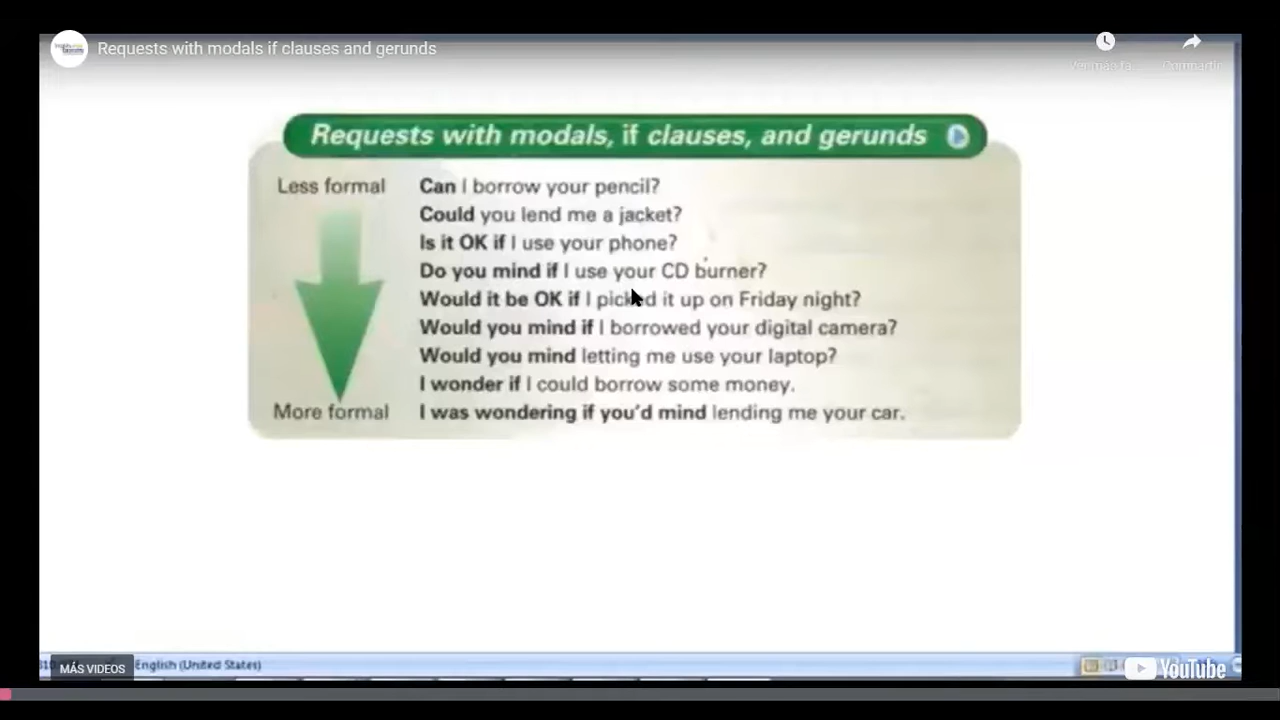 Requests with modals if clauses and gerunds
Requests with modals, if clauses, and gerunds
Less formal
Can I borrow your pencil?
Could you lend me a jacket?
Is it OK if I use your phone?
Do you mind if I use your CD burner?
Would it be OK if I picked it up on Friday night?
Would you mind if I borrowed your digital camera?
Would you mind letting me use your laptop?
I wonder if I could borrow some money.
More formal
I was wondering if you'd mind lending me your car.
MÁS VIDEOS
English (United States)
YouTube